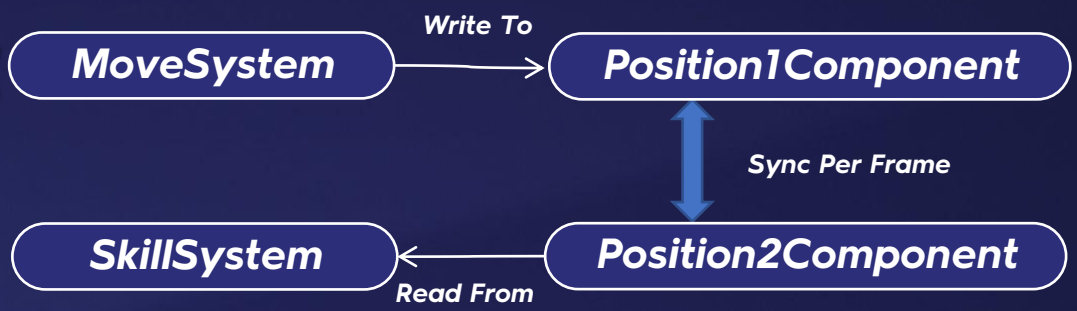 Write To
MoveSystem
Position1Component
Sync Per Frame
SkillSystem
Position2Component
Read From